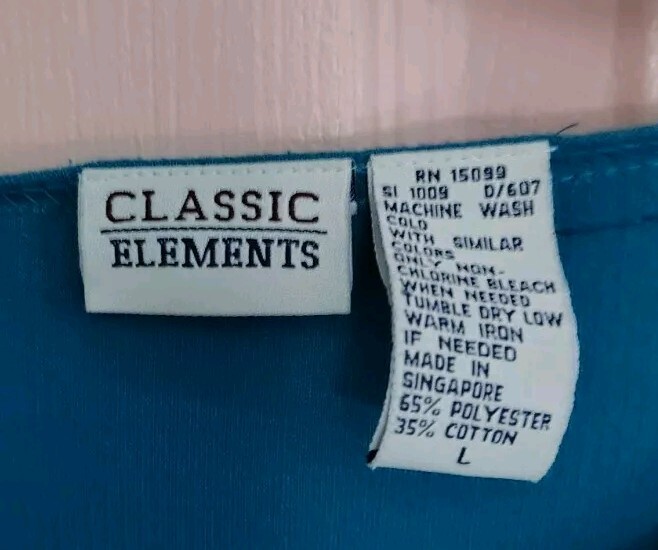 CLASSIC
ELEMENTS
RN 15099
SI 1009 D/607
MACHINE WASH
COLD
WITH SIMILAR
COLORS
ONLY NON-
CHLORINE BLEACH
WHEN NEEDED
TUMBLE DRY LOW
WARM IRON
IF NEEDED
MADE IN
SINGAPORE
65% POLYESTER
35% COTTON
L